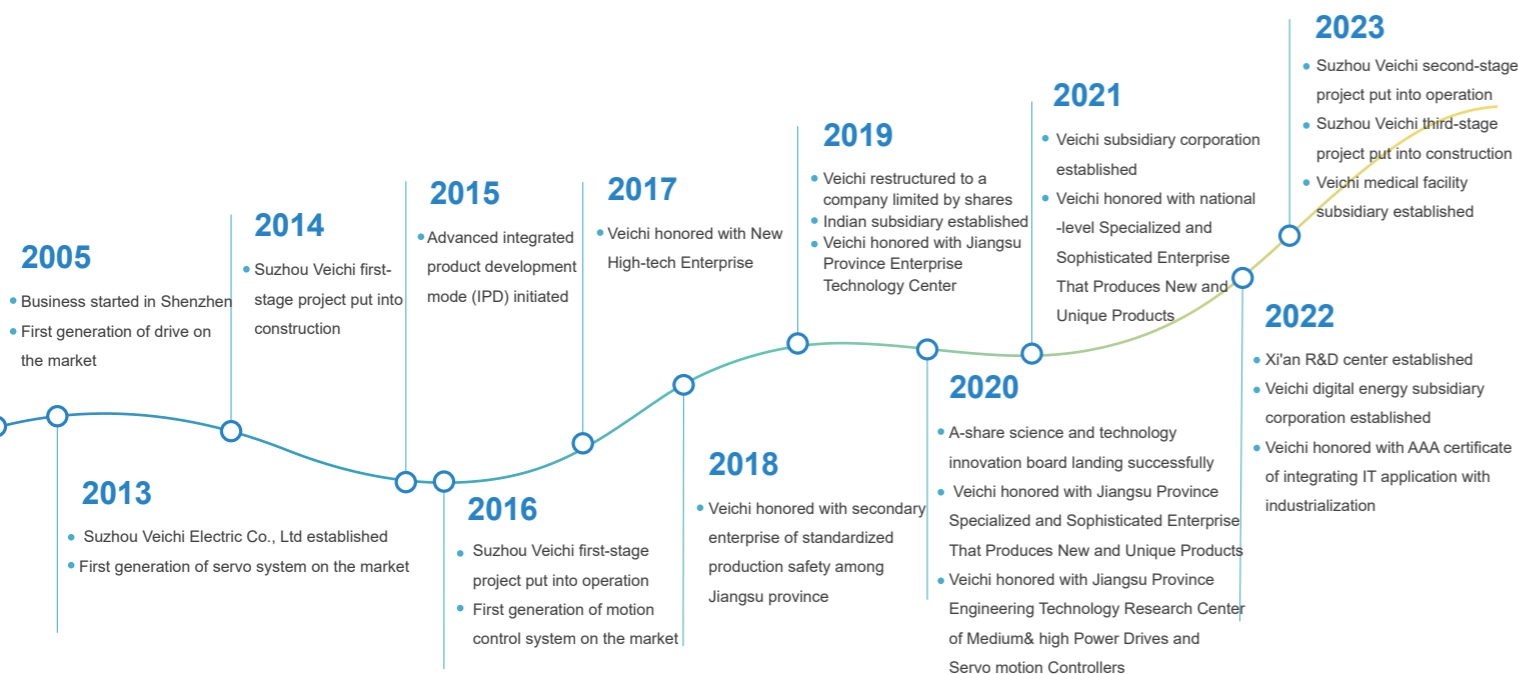 2005
Business started in Shenzhen
First generation of drive on
the market
2013
Suzhou Veichi Electric Co., Ltd established
First generation of servo system on the market
2014
Suzhou Veichi first-
stage project put into
construction
2015
Advanced integrated
product development
mode (IPD) initiated
2016
Suzhou Veichi first-stage
project put into operation
First generation of motion
control system on the market
2017
Veichi honored with New
High-tech Enterprise
2018
Veichi honored with secondary
enterprise of standardized
production safety among
Jiangsu province
2019
Veichi restructured to a
company limited by shares
Indian subsidiary established
Veichi honored with Jiangsu
Province Enterprise
Technology Center
2020
A-share science and technology
innovation board landing successfully
Veichi honored with Jiangsu Province
Specialized and Sophisticated Enterprise
That Produces New and Unique Products
Veichi honored with Jiangsu Province
Engineering Technology Research Center
of Medium& high Power Drives and
Servo motion Controllers
2021
Veichi subsidiary corporation
established
Veichi honored with national
-level Specialized and
Sophisticated Enterprise
That Produces New and
Unique Products
2022
Xi'an R&D center established
Veichi digital energy subsidiary
corporation established
Veichi honored with AAA certificate
of integrating IT application with
industrialization
2023
Suzhou Veichi second-stage
project put into operation
Suzhou Veichi third-stage
project put into construction
Veichi medical facility
subsidiary established